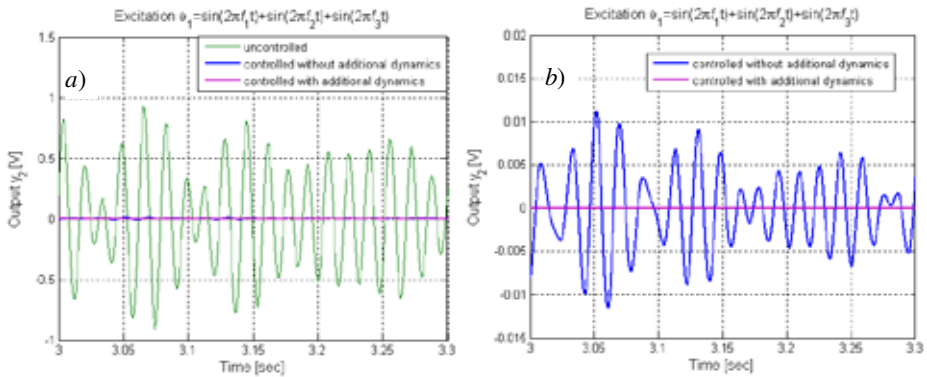 Excitation ə₁=sin(2πf₁t)+sin(2πf₂t)+sin(2πf₃t)
1.5
1
0.5
0
-0.5
-1
Output y₂ [V]
a)
uncontrolled
controlled without additional dynamics
controlled with additional dynamics
3
3.05
3.1
3.15
3.2
3.25
3.3
Time [sec]
Excitation ə₁=sin(2πf₁t)+sin(2πf₂t)+sin(2πf₃t)
0.02
0.015
0.01
0.005
0
-0.005
-0.01
-0.015
Output y₂ [V]
b)
controlled without additional dynamics
controlled with additional dynamics
3
3.05
3.1
3.15
3.2
3.25
3.3
Time [sec]